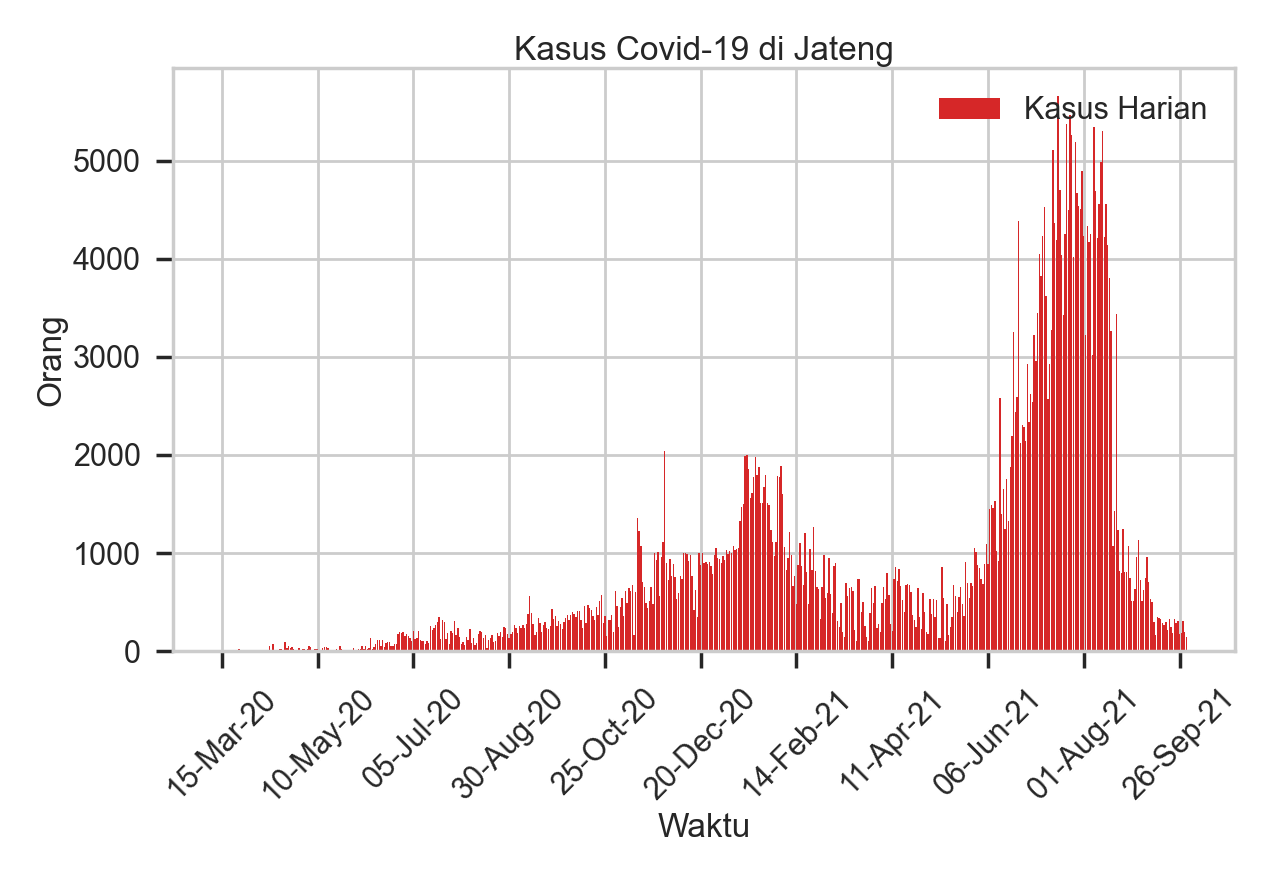 Kasus Covid-19 di Jateng
Kasus Harian
5000
4000
3000
2000
1000
0
Orang
15-Mar-20
10-May-20
05-Jul-20
30-Aug-20
25-Oct-20
20-Dec-20
14-Feb-21
11-Apr-21
06-Jun-21
01-Aug-21
26-Sep-21
Waktu